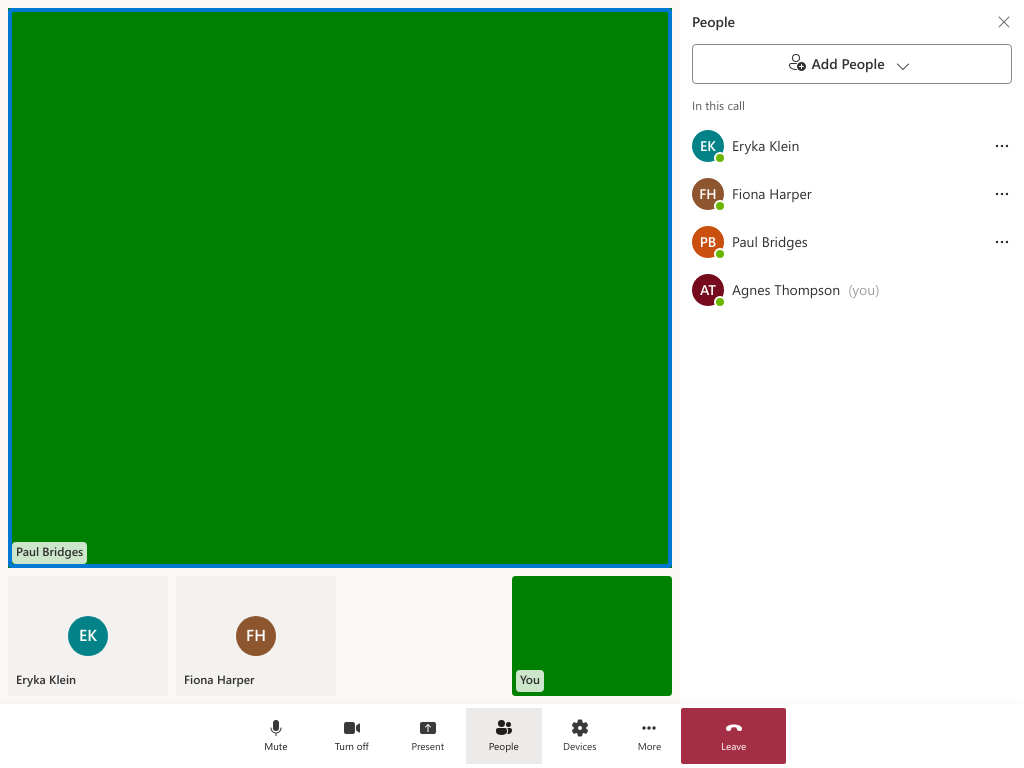 Paul Bridges
EK
Eryka Klein
FH
Fiona Harper
You
People
Add People
In this call
EK Eryka Klein
FH Fiona Harper
PB Paul Bridges
AT Agnes Thompson (you)
Mute Turn off Present People Devices More Leave